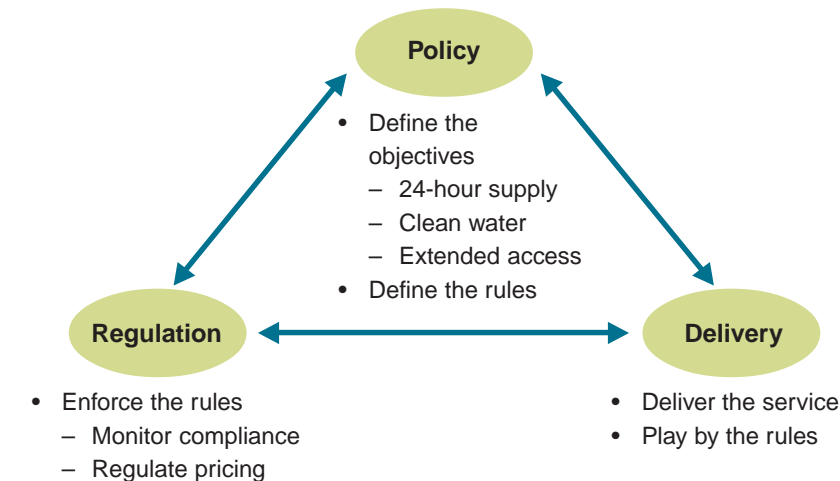 Policy
• Define the
objectives
– 24-hour supply
– Clean water
– Extended access
• Define the rules
Regulation
• Enforce the rules
– Monitor compliance
– Regulate pricing
Delivery
• Deliver the service
• Play by the rules